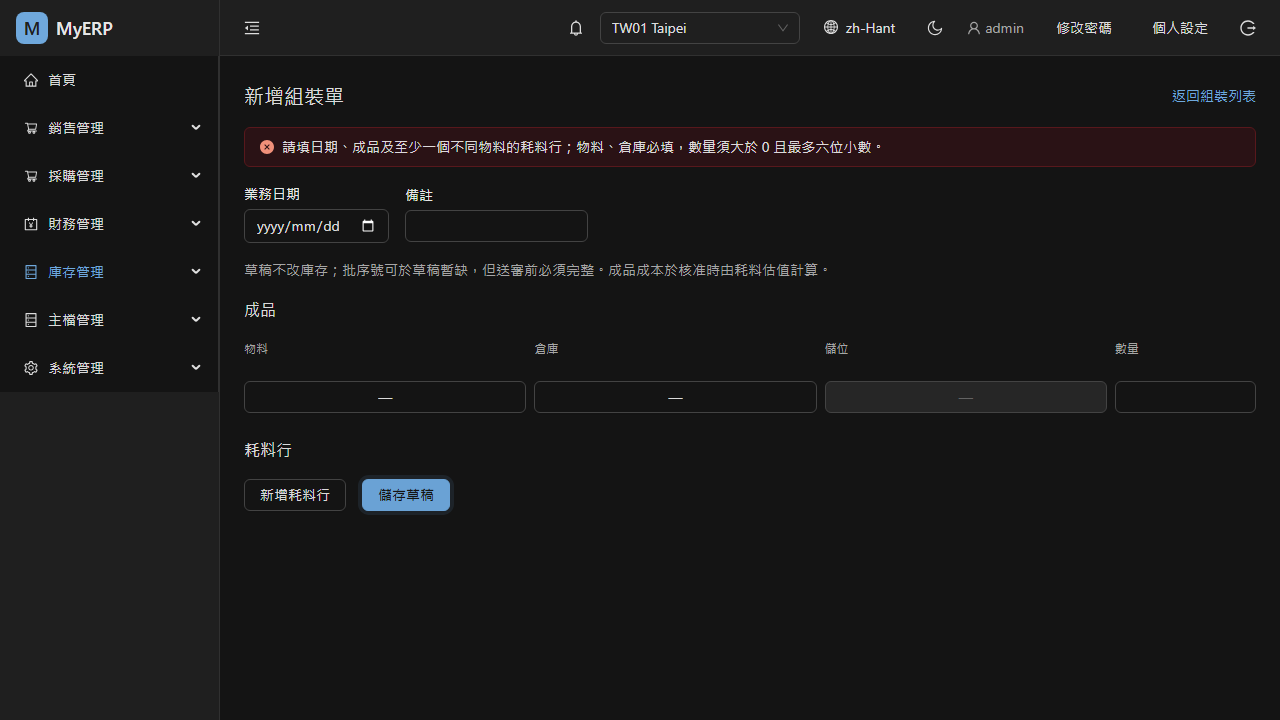 M MyERP
TW01 Taipei
zh-Hant
admin
修改密碼
個人設定
首頁
銷售管理
採購管理
財務管理
庫存管理
主檔管理
系統管理
新增組裝單
返回組裝列表
請填日期、成品及至少一個不同物料的耗料行；物料、倉庫必填，數量須大於 0 且最多六位小數。
業務日期
備註
yyyy/mm/dd
草稿不改庫存；批序號可於草稿暫缺，但送審前必須完整。成品成本於核准時由耗料估值計算。
成品
物料
倉庫
儲位
數量
—
—
—
耗料行
新增耗料行
儲存草稿